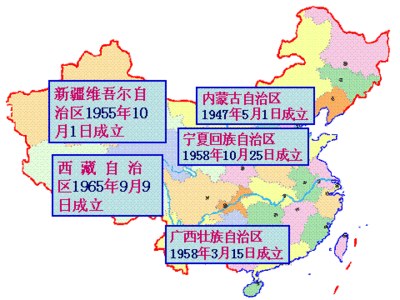 新疆维吾尔自
治区1955年10
月1日成立
内蒙古自治区
1947年5月1日成立
宁夏回族自治区
1958年10月25日成立
西藏自治
区1965年9月9
日成立
广西壮族自治区
1958年3月15日成立